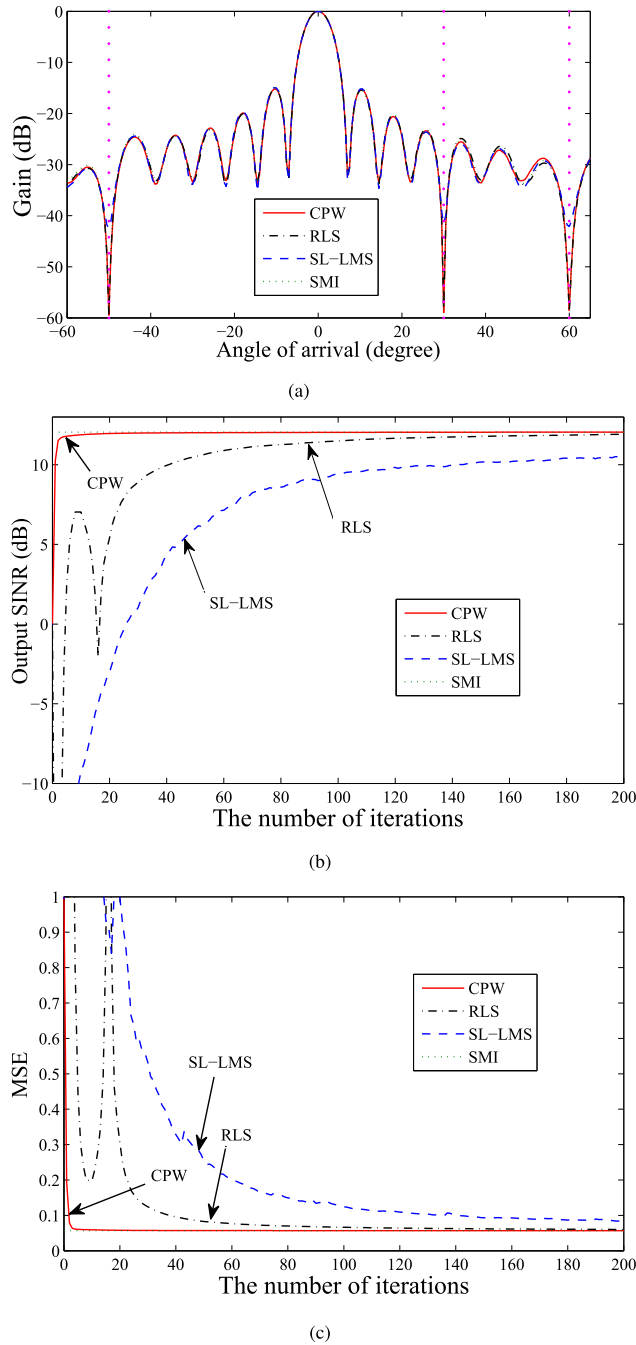 0
−10
−20
−30
−40
−50
−60
Gain (dB)
CPW
RLS
SL−LMS
SMI
−60 −40 −20 0 20 40 60
Angle of arrival (degree)
(a)
10
5
0
−5
−10
Output SINR (dB)
CPW
RLS
SL−LMS
CPW
RLS
SL−LMS
SMI
0 20 40 60 80 100 120 140 160 180 200
The number of iterations
(b)
1
0.9
0.8
0.7
0.6
0.5
0.4
0.3
0.2
0.1
0
MSE
CPW
RLS
SL−LMS
SMI
SL−LMS
RLS
CPW
0 20 40 60 80 100 120 140 160 180 200
The number of iterations
(c)